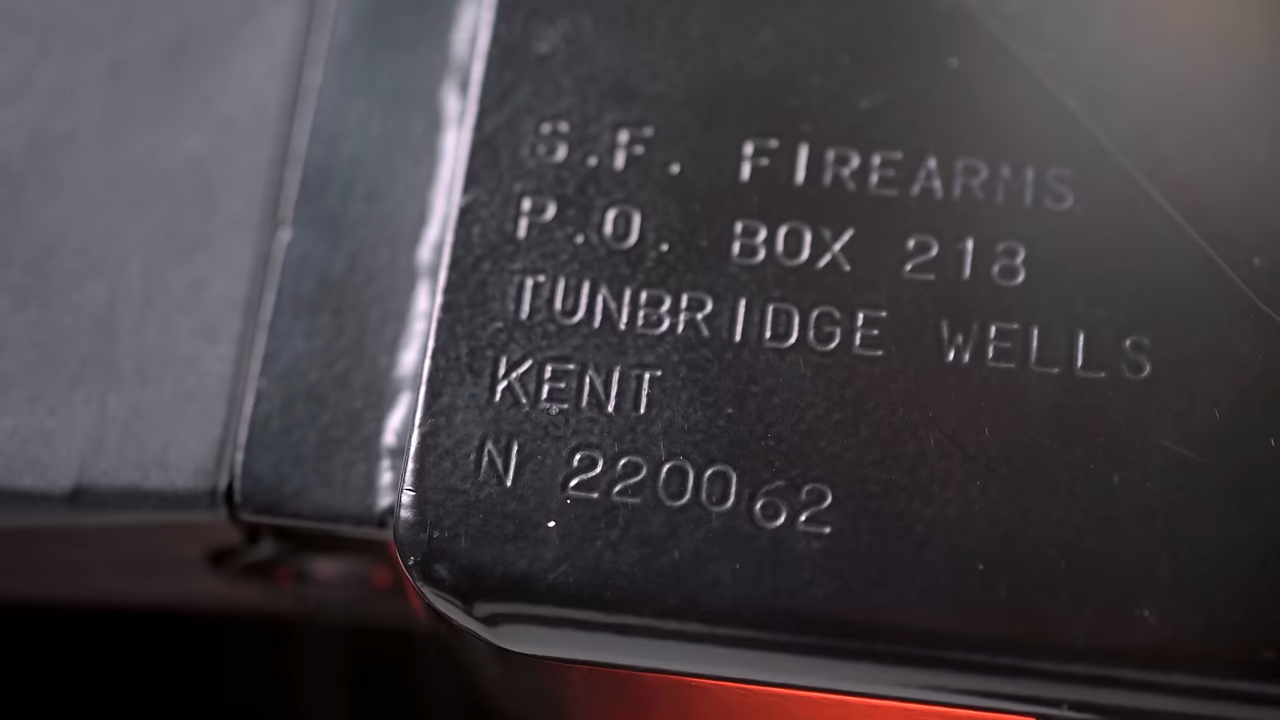 S.F. FIREARMS
P.O. BOX 218
TUNBRIDGE WELLS
KENT
N 220062